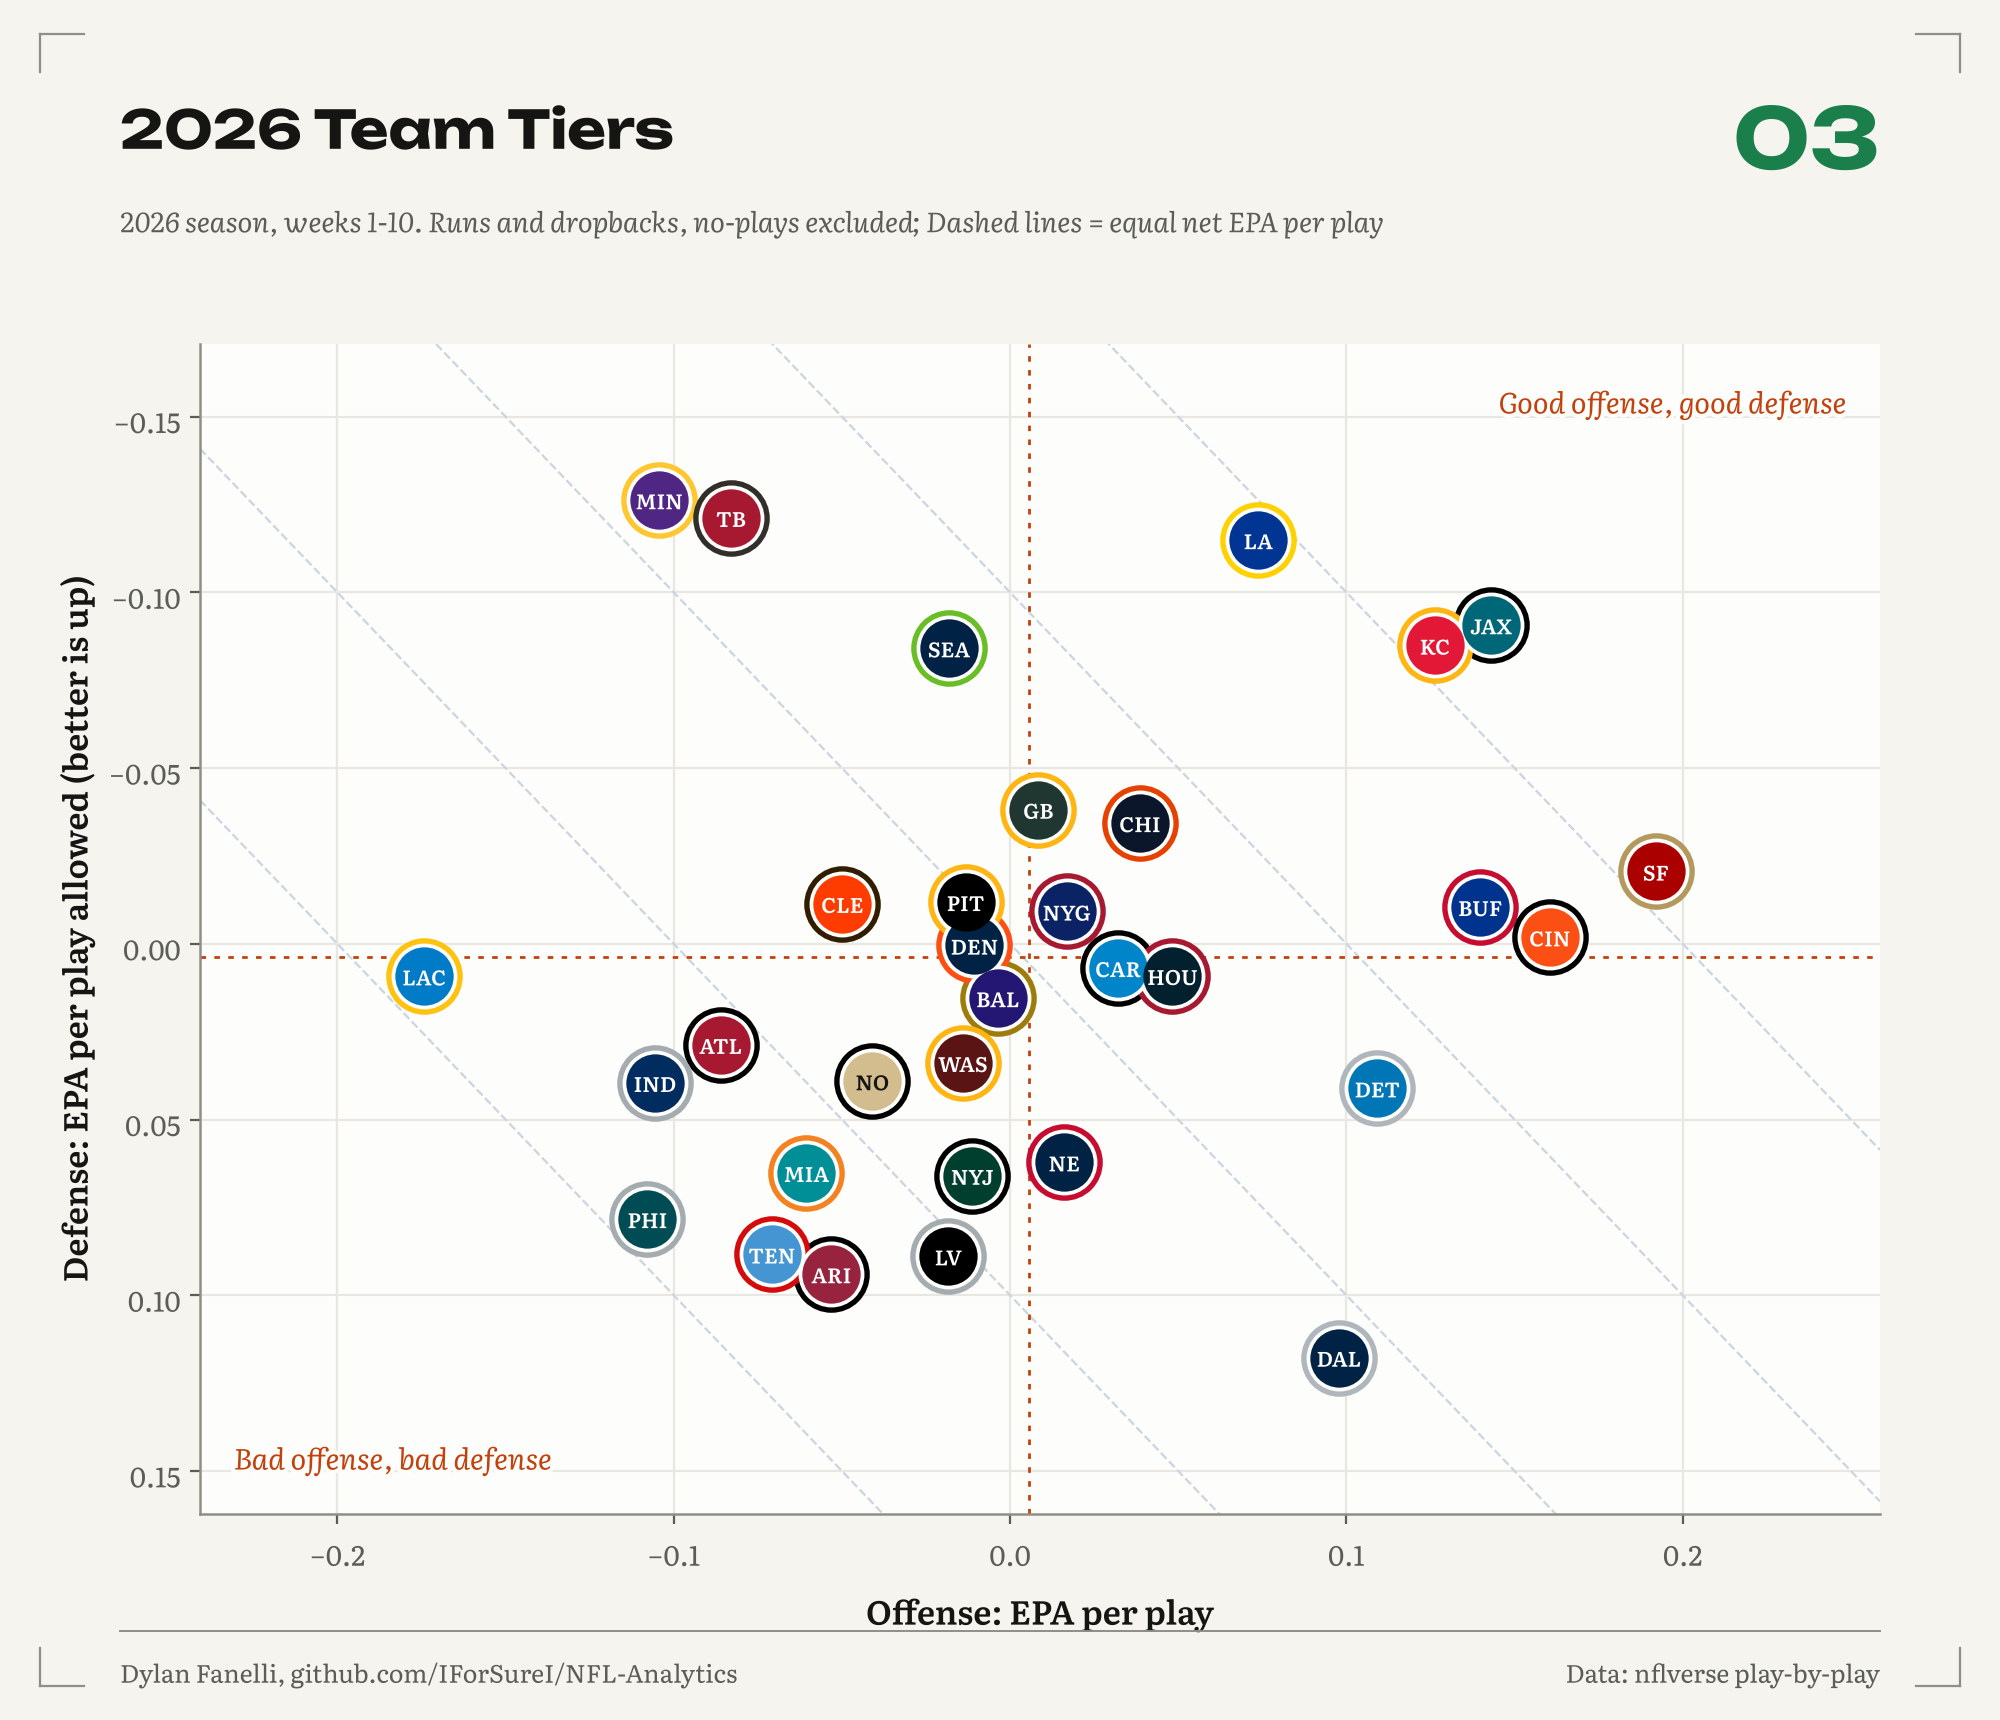 2026 Team Tiers
03
2026 season, weeks 1-10. Runs and dropbacks, no-plays excluded; Dashed lines = equal net EPA per play
Good offense, good defense
Defense: EPA per play allowed (better is up)
−0.15
−0.10
−0.05
0.00
0.05
0.10
0.15
MIN
TB
LA
SEA
KC
JAX
GB
CHI
SF
CLE
PIT
NYG
BUF
CIN
DEN
LAC
CAR
HOU
BAL
ATL
WAS
IND
NO
DET
MIA
NYJ
NE
PHI
TEN
ARI
LV
DAL
Bad offense, bad defense
−0.2
−0.1
0.0
0.1
0.2
Offense: EPA per play
Dylan Fanelli, github.com/IForSureI/NFL-Analytics
Data: nflverse play-by-play